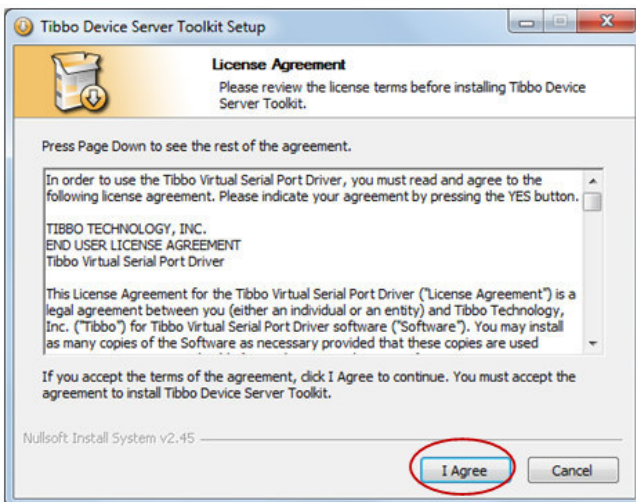 Tibbo Device Server Toolkit Setup
License Agreement
Please review the license terms before installing Tibbo Device
Server Toolkit.
Press Page Down to see the rest of the agreement.
In order to use the Tibbo Virtual Serial Port Driver, you must read and agree to the
following license agreement. Please indicate your agreement by pressing the YES button.
TIBBO TECHNOLOGY, INC.
END USER LICENSE AGREEMENT
Tibbo Virtual Serial Port Driver
This License Agreement for the Tibbo Virtual Serial Port Driver ("License Agreement") is a
legal agreement between you (either an individual or an entity) and Tibbo Technology,
Inc. ("Tibbo") for Tibbo Virtual Serial Port Driver software ("Software"). You may install
as many copies of the Software as necessary provided that these copies are used
If you accept the terms of the agreement, click I Agree to continue. You must accept the
agreement to install Tibbo Device Server Toolkit.
Nullsoft Install System v2.45
I Agree
Cancel